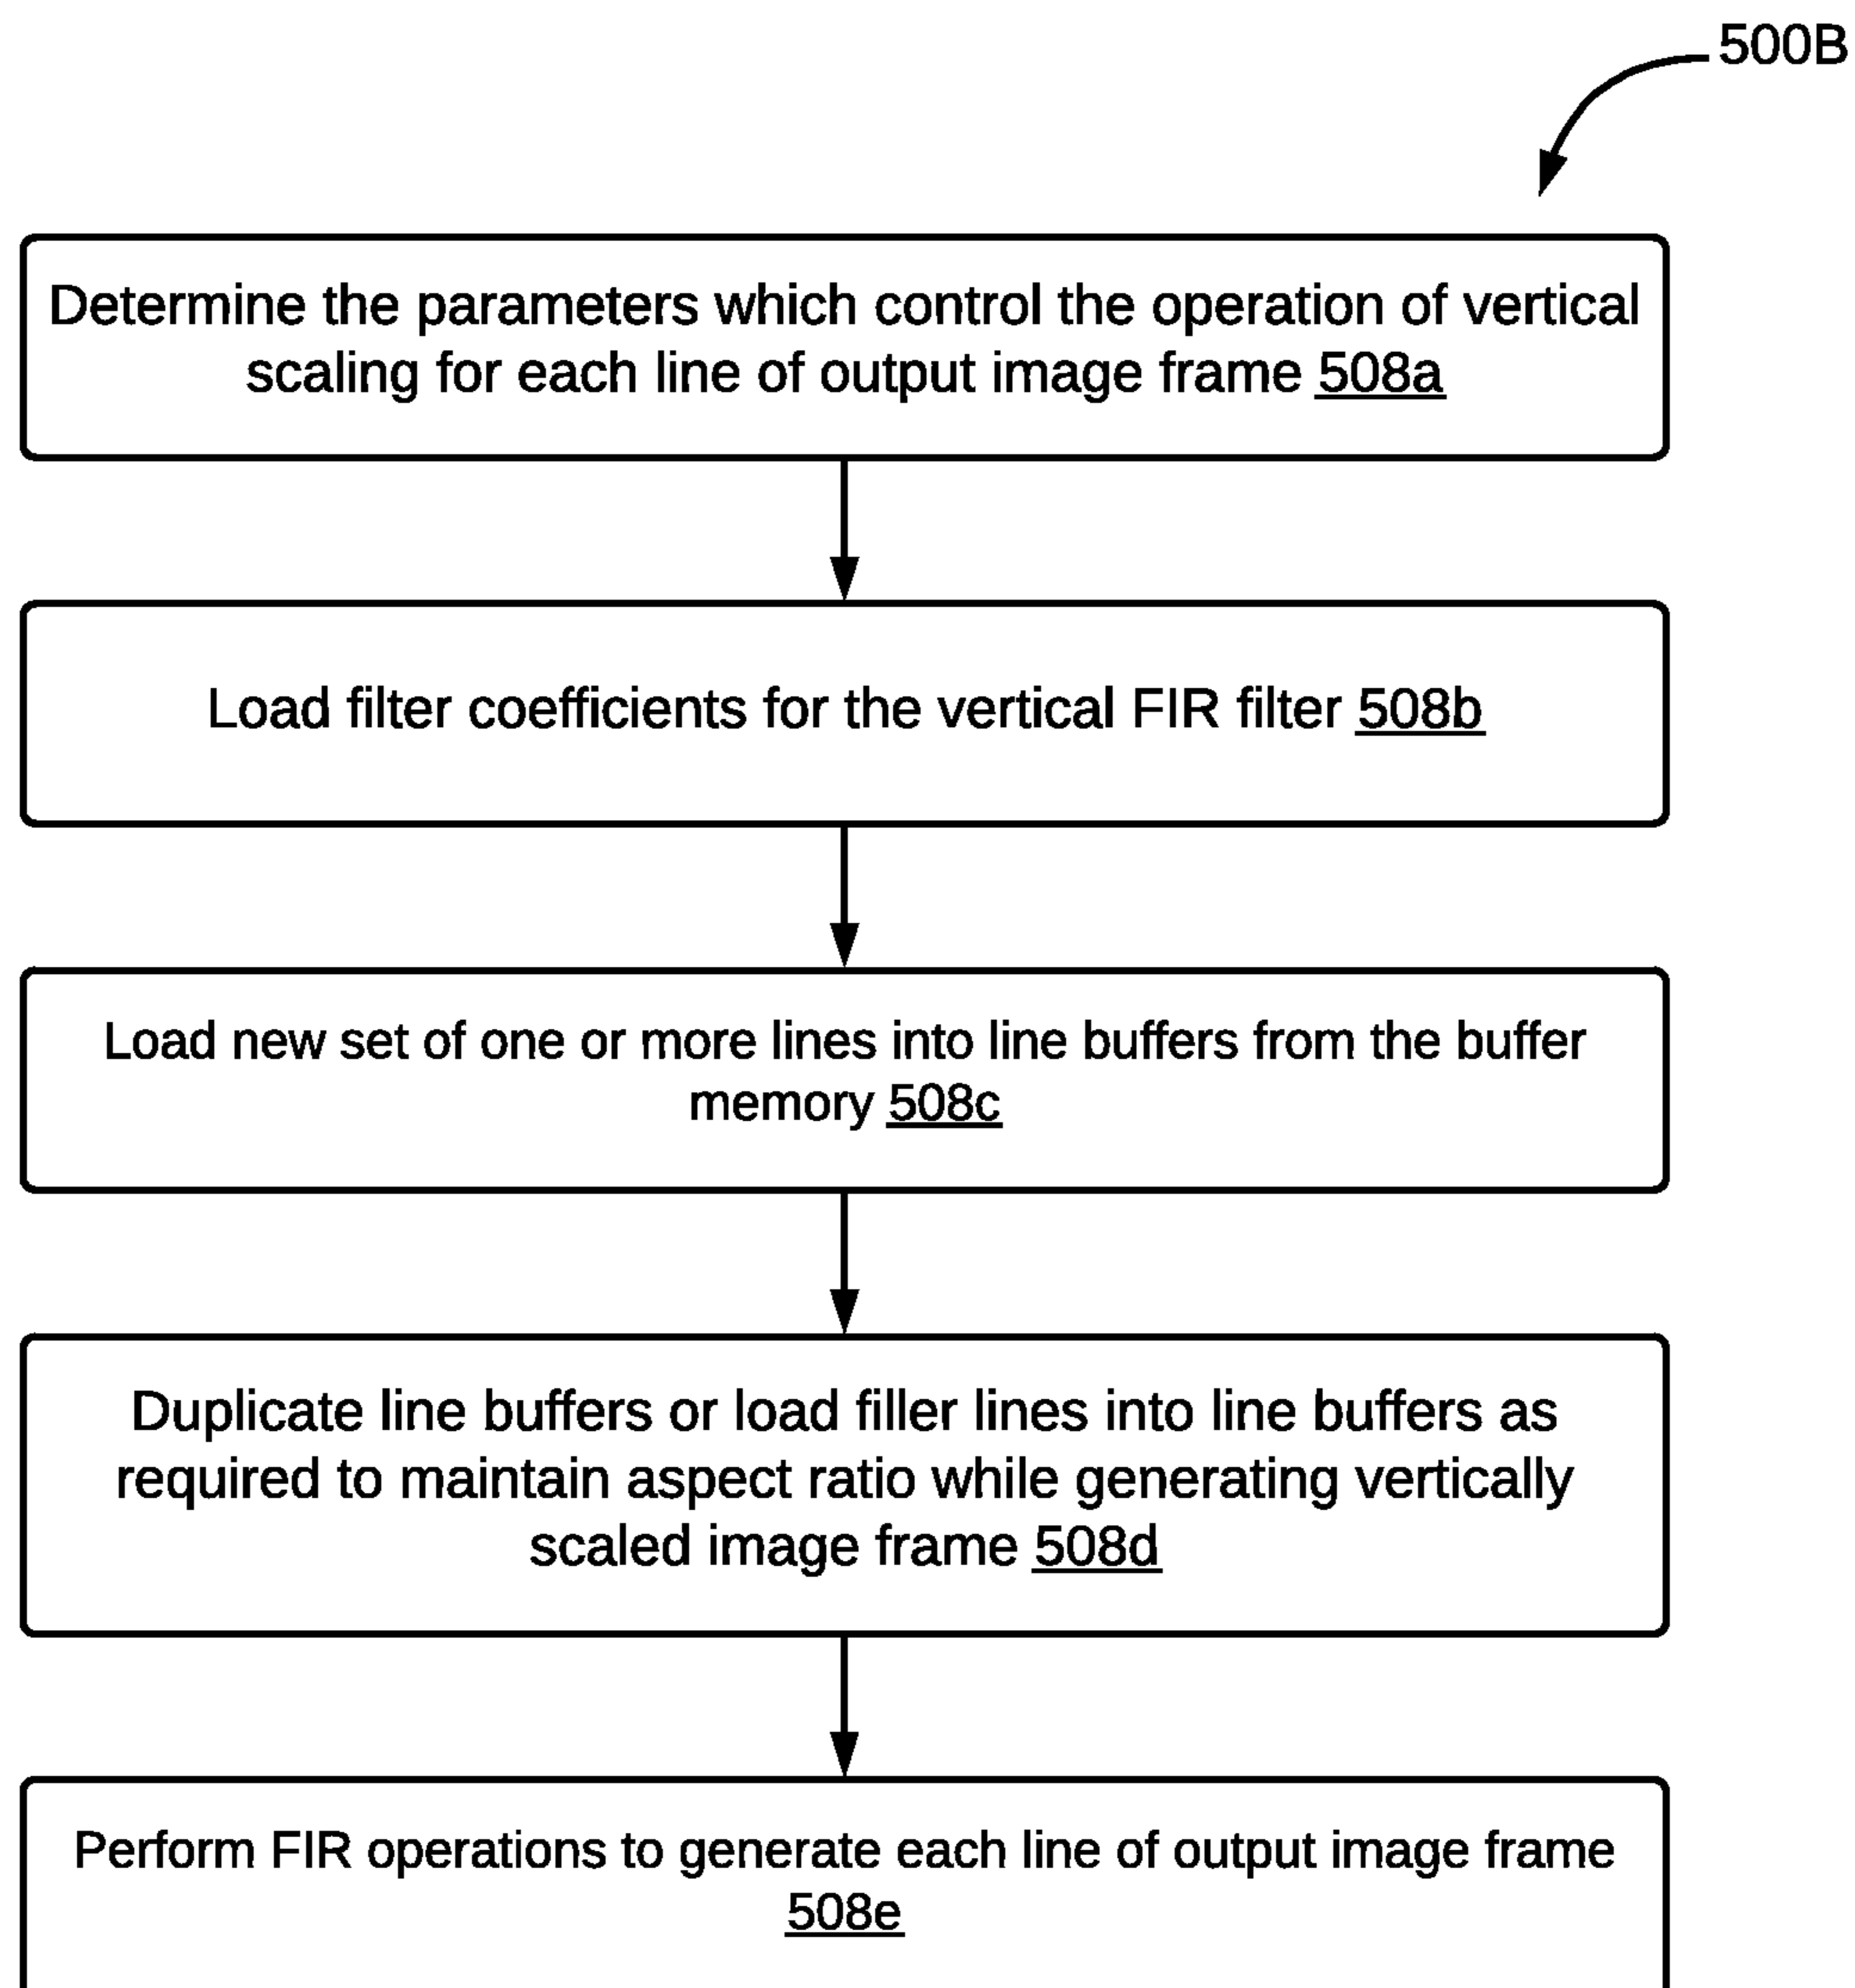 500B
Determine the parameters which control the operation of vertical
scaling for each line of output image frame 508a
Load filter coefficients for the vertical FIR filter 508b
Load new set of one or more lines into line buffers from the buffer
memory 508c
Duplicate line buffers or load filler lines into line buffers as
required to maintain aspect ratio while generating vertically
scaled image frame 508d
Perform FIR operations to generate each line of output image frame
508e